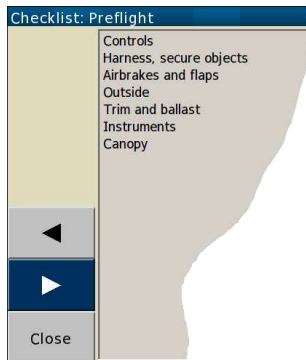 Checklist: Preflight
Controls
Harness, secure objects
Airbrakes and flaps
Outside
Trim and ballast
Instruments
Canopy
Close